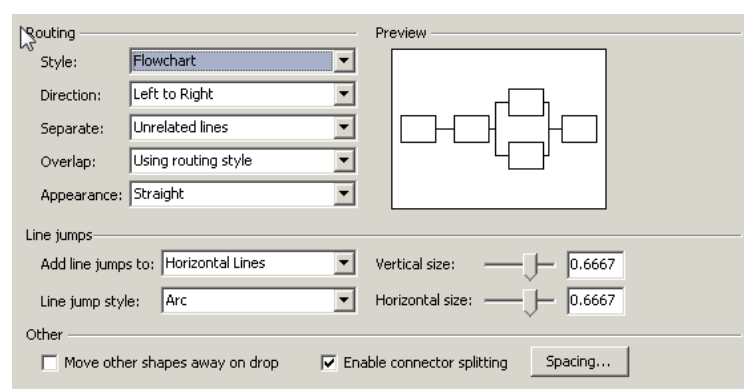 Routing
Preview
Style: Flowchart
Direction: Left to Right
Separate: Unrelated lines
Overlap: Using routing style
Appearance: Straight
Line jumps
Add line jumps to: Horizontal Lines Vertical size: 0.6667
Line jump style: Arc Horizontal size: 0.6667
Other
Move other shapes away on drop Enable connector splitting Spacing...